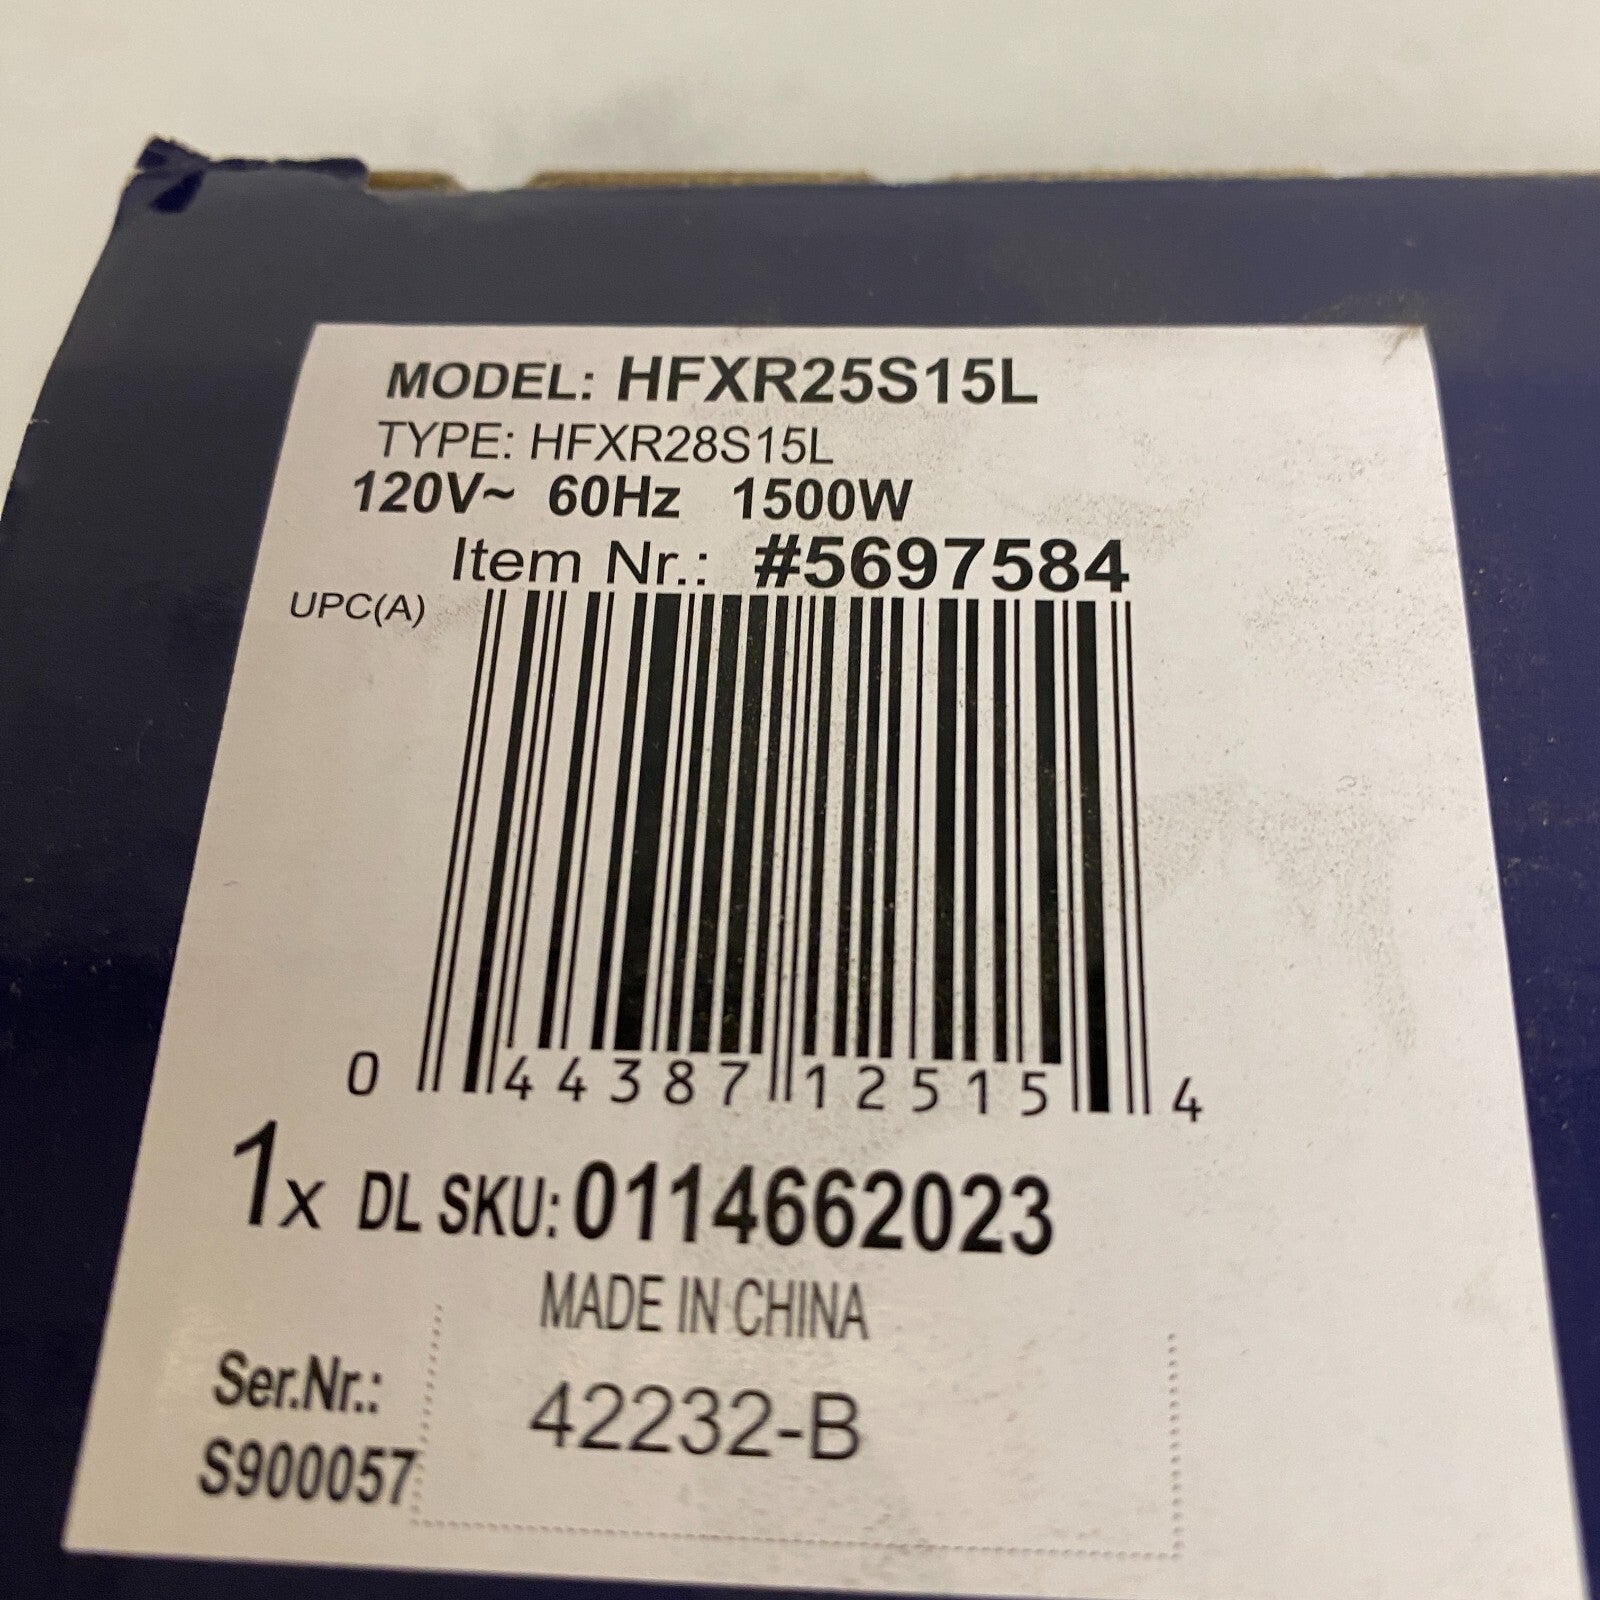 MODEL: HFXR25S15L
TYPE: HFXR28S15L
120V~ 60Hz 1500W
Item Nr.: #5697584
UPC(A)
0 44387 12515 4
1x DL SKU: 0114662023
MADE IN CHINA
Ser.Nr.:
42232-B
S900057